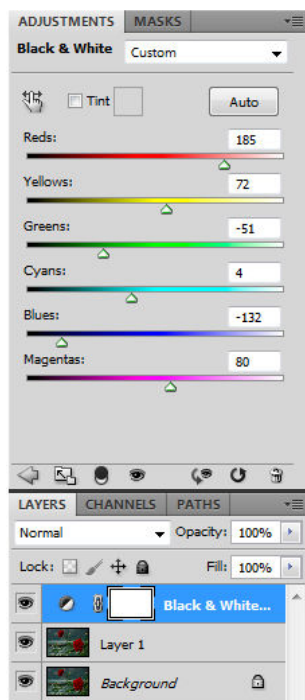 ADJUSTMENTS MASKS
Black & White Custom
Tint Auto
Reds: 185
Yellows: 72
Greens: -51
Cyans: 4
Blues: -132
Magentas: 80
LAYERS CHANNELS PATHS
Normal Opacity: 100%
Lock: Fill: 100%
Black & White...
Layer 1
Background